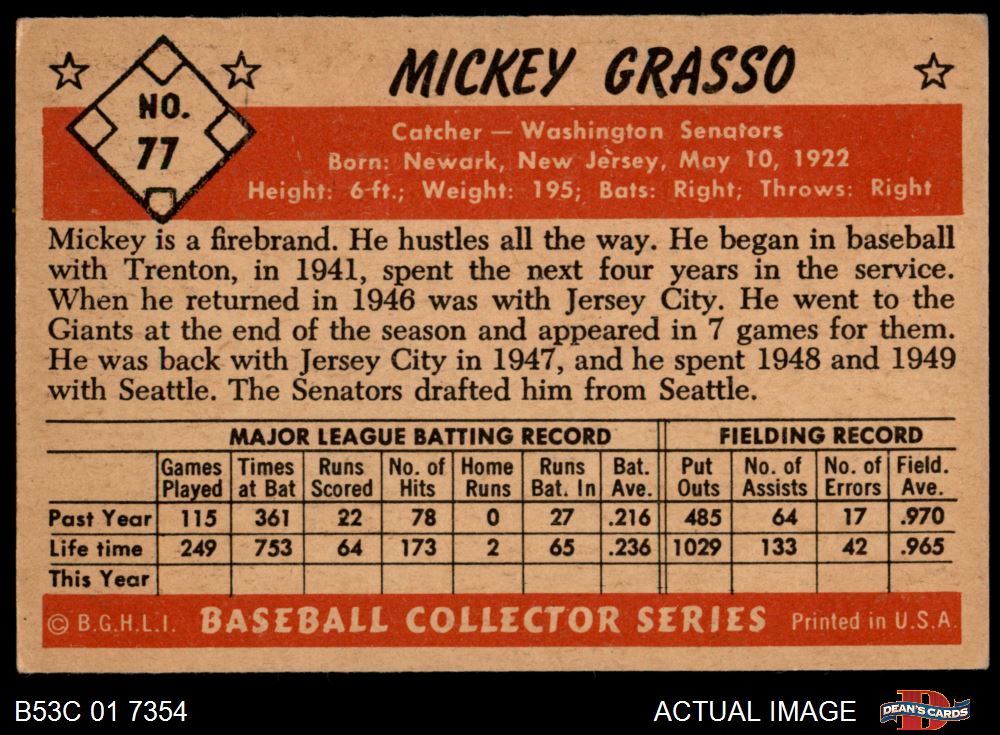 MICKEY GRASSO
NO.
77
Catcher — Washington Senators
Born: Newark, New Jersey, May 10, 1922
Height: 6-ft.; Weight: 195; Bats: Right; Throws: Right
Mickey is a firebrand. He hustles all the way. He began in baseball
with Trenton, in 1941, spent the next four years in the service.
When he returned in 1946 was with Jersey City. He went to the
Giants at the end of the season and appeared in 7 games for them.
He was back with Jersey City in 1947, and he spent 1948 and 1949
with Seattle. The Senators drafted him from Seattle.
MAJOR LEAGUE BATTING RECORD FIELDING RECORD
Games Times Runs No. of Home Runs Bat. Put No. of No. of Field.
Played at Bat Scored Hits Runs Bat. In Ave. Outs Assists Errors Ave.
Past Year 115 361 22 78 0 27 .216 485 64 17 .970
Life time 249 753 64 173 2 65 .236 1029 133 42 .965
This Year
© B.G.H.L.I. BASEBALL COLLECTOR SERIES Printed in U.S.A.
B53C 01 7354 ACTUAL IMAGE DEAN'S CARDS